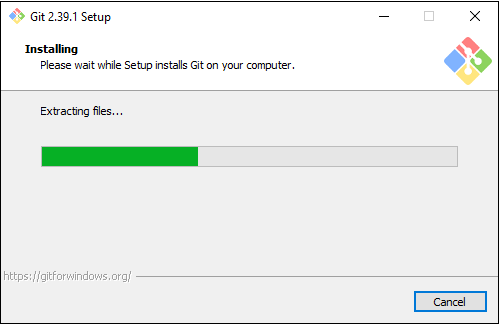 Git 2.39.1 Setup
Installing
Please wait while Setup installs Git on your computer.
Extracting files...
https://gitforwindows.org/
Cancel